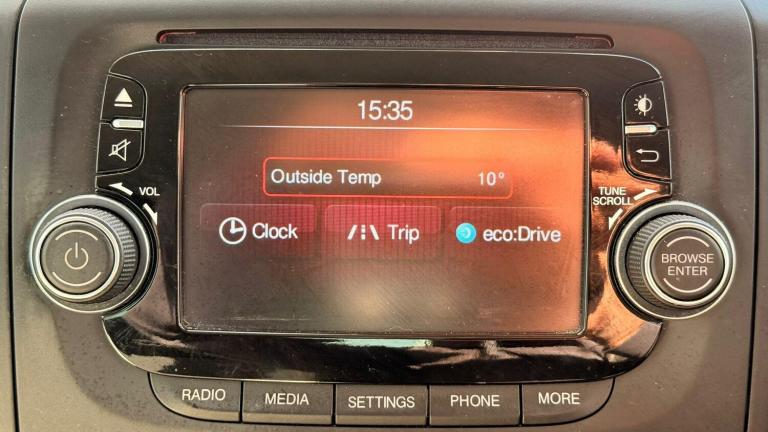 15:35
VOL
TUNE
SCROLL
Outside Temp 10°
Clock Trip eco:Drive
BROWSE
ENTER
RADIO MEDIA SETTINGS PHONE MORE